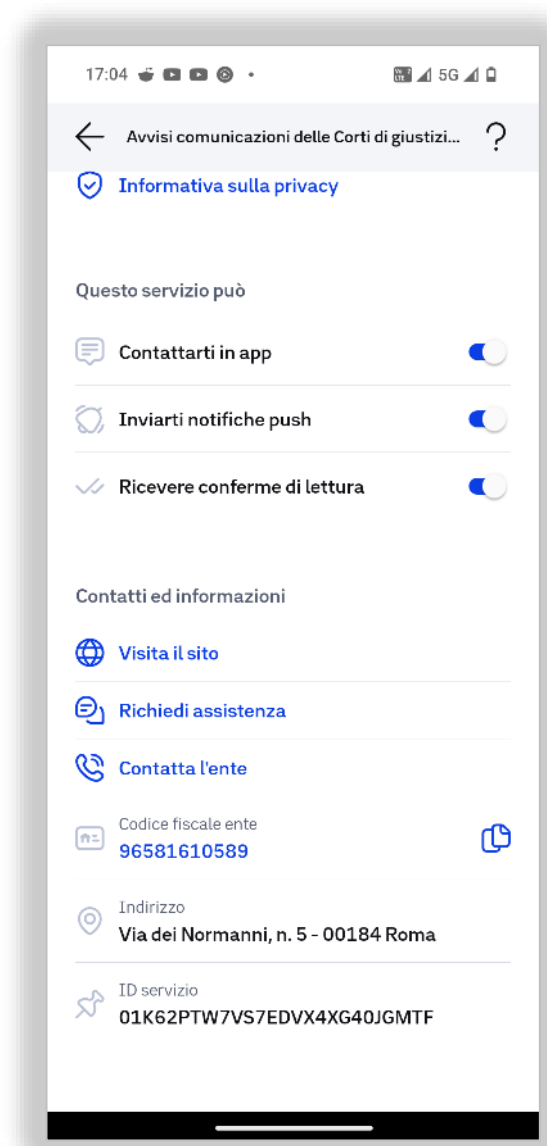 17:04
5G
Avvisi comunicazioni delle Corti di giustizi...
Informativa sulla privacy
Questo servizio può
Contattarti in app
Inviarti notifiche push
Ricevere conferme di lettura
Contatti ed informazioni
Visita il sito
Richiedi assistenza
Contatta l'ente
Codice fiscale ente
96581610589
Indirizzo
Via dei Normanni, n. 5 - 00184 Roma
ID servizio
01K62PTW7VS7EDVX4XG40JGMTF